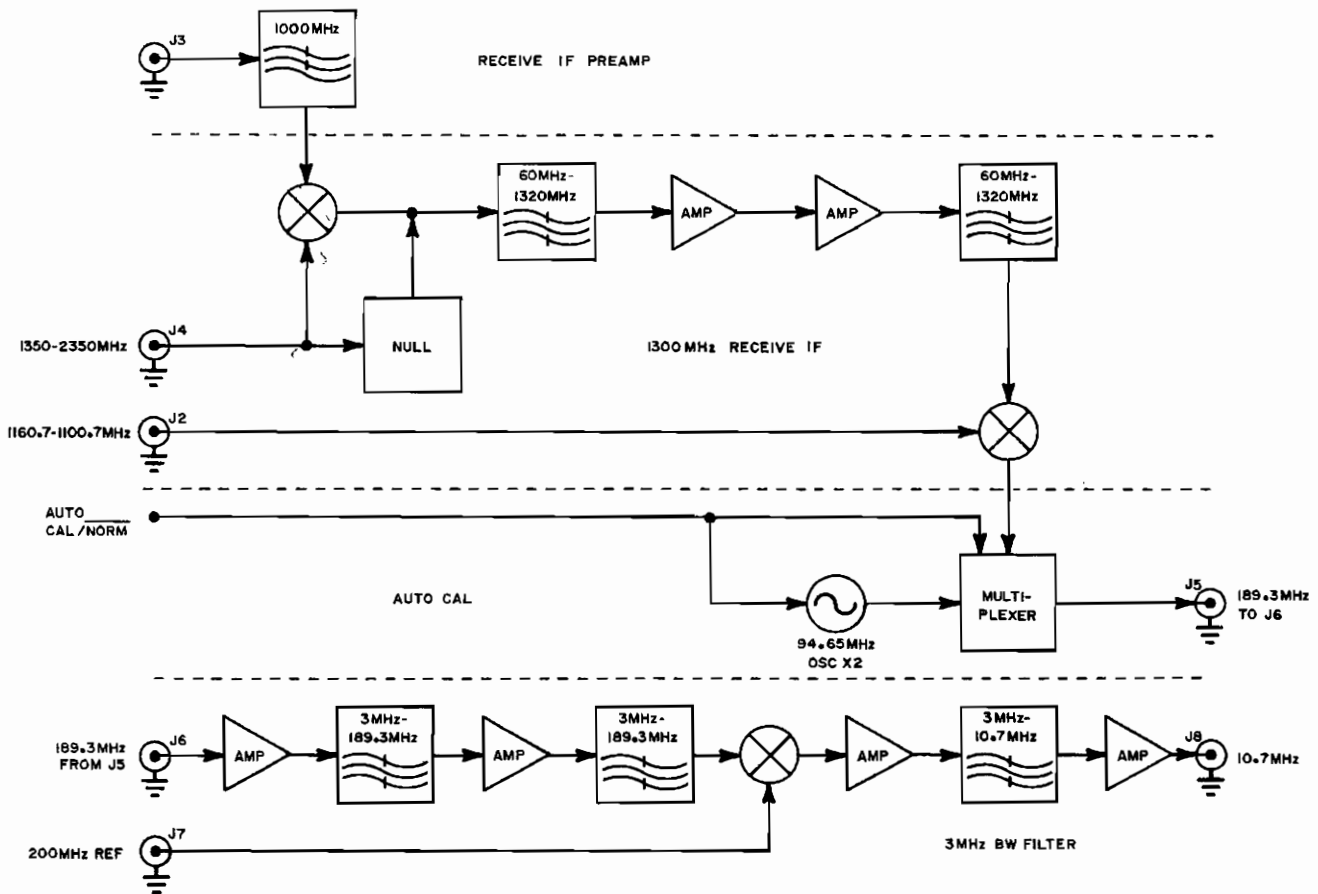 J3
1000MHz
RECEIVE IF PREAMP
60MHz-
1320MHz
AMP
AMP
60MHz-
1320MHz
1350-2350MHz
J4
NULL
1300MHz RECEIVE IF
1160.7-1100.7MHz
J2
AUTO
CAL/NORM
AUTO CAL
94.65MHz
OSC X2
MULTI-
PLEXER
J5
189.3MHz
TO J6
189.3MHz
FROM J5
J6
AMP
3MHz-
189.3MHz
AMP
3MHz-
189.3MHz
AMP
3MHz-
10.7MHz
AMP
J8
10.7MHz
200MHz REF
J7
3MHz BW FILTER